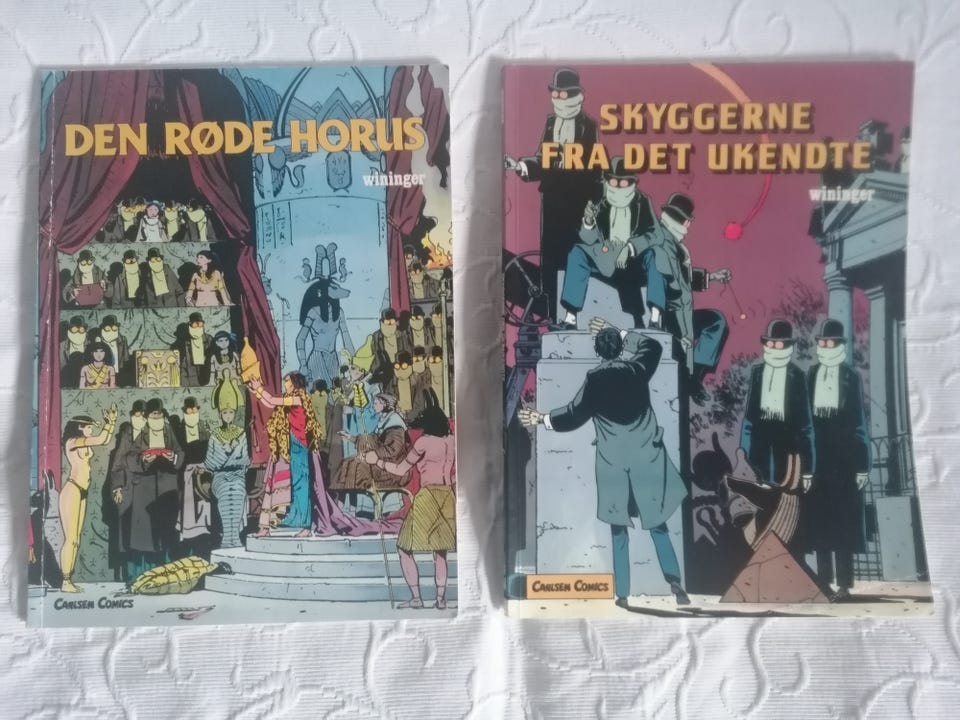 DEN RØDE HORUS
wininger
CARLSEN COMICS
SKYGGERNE
FRA DET UKENDTE
wininger
CARLSEN COMICS